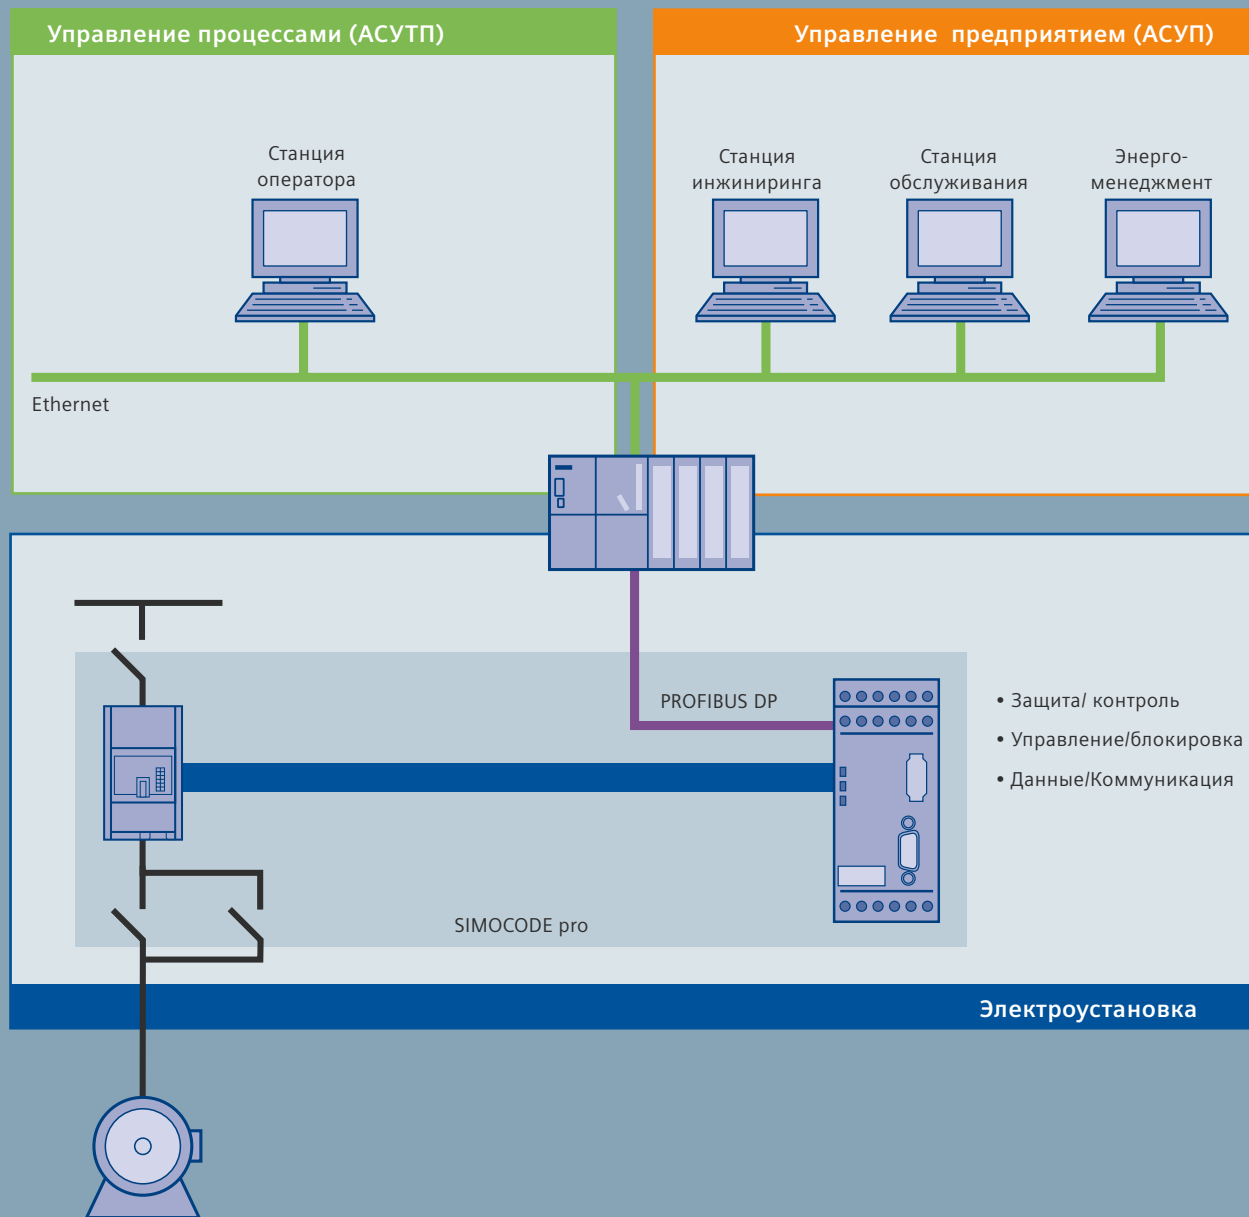 Управление процессами (АСУТП)
Управление предприятием (АСУП)
Станция
оператора
Станция
инжиниринга
Станция
обслуживания
Энерго-
менеджмент
Ethernet
PROFIBUS DP
• Защита/ контроль
• Управление/блокировка
• Данные/Коммуникация
SIMOCODE pro
Электроустановка